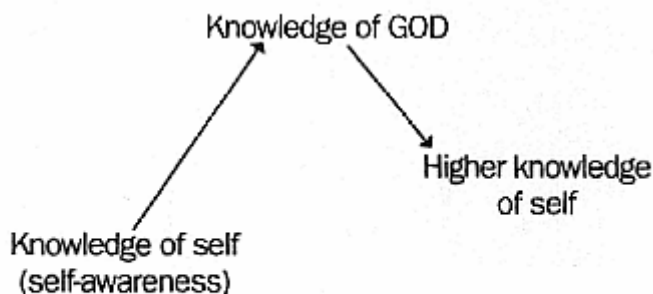 Knowledge of GOD
Higher knowledge
of self
Knowledge of self
(self-awareness)